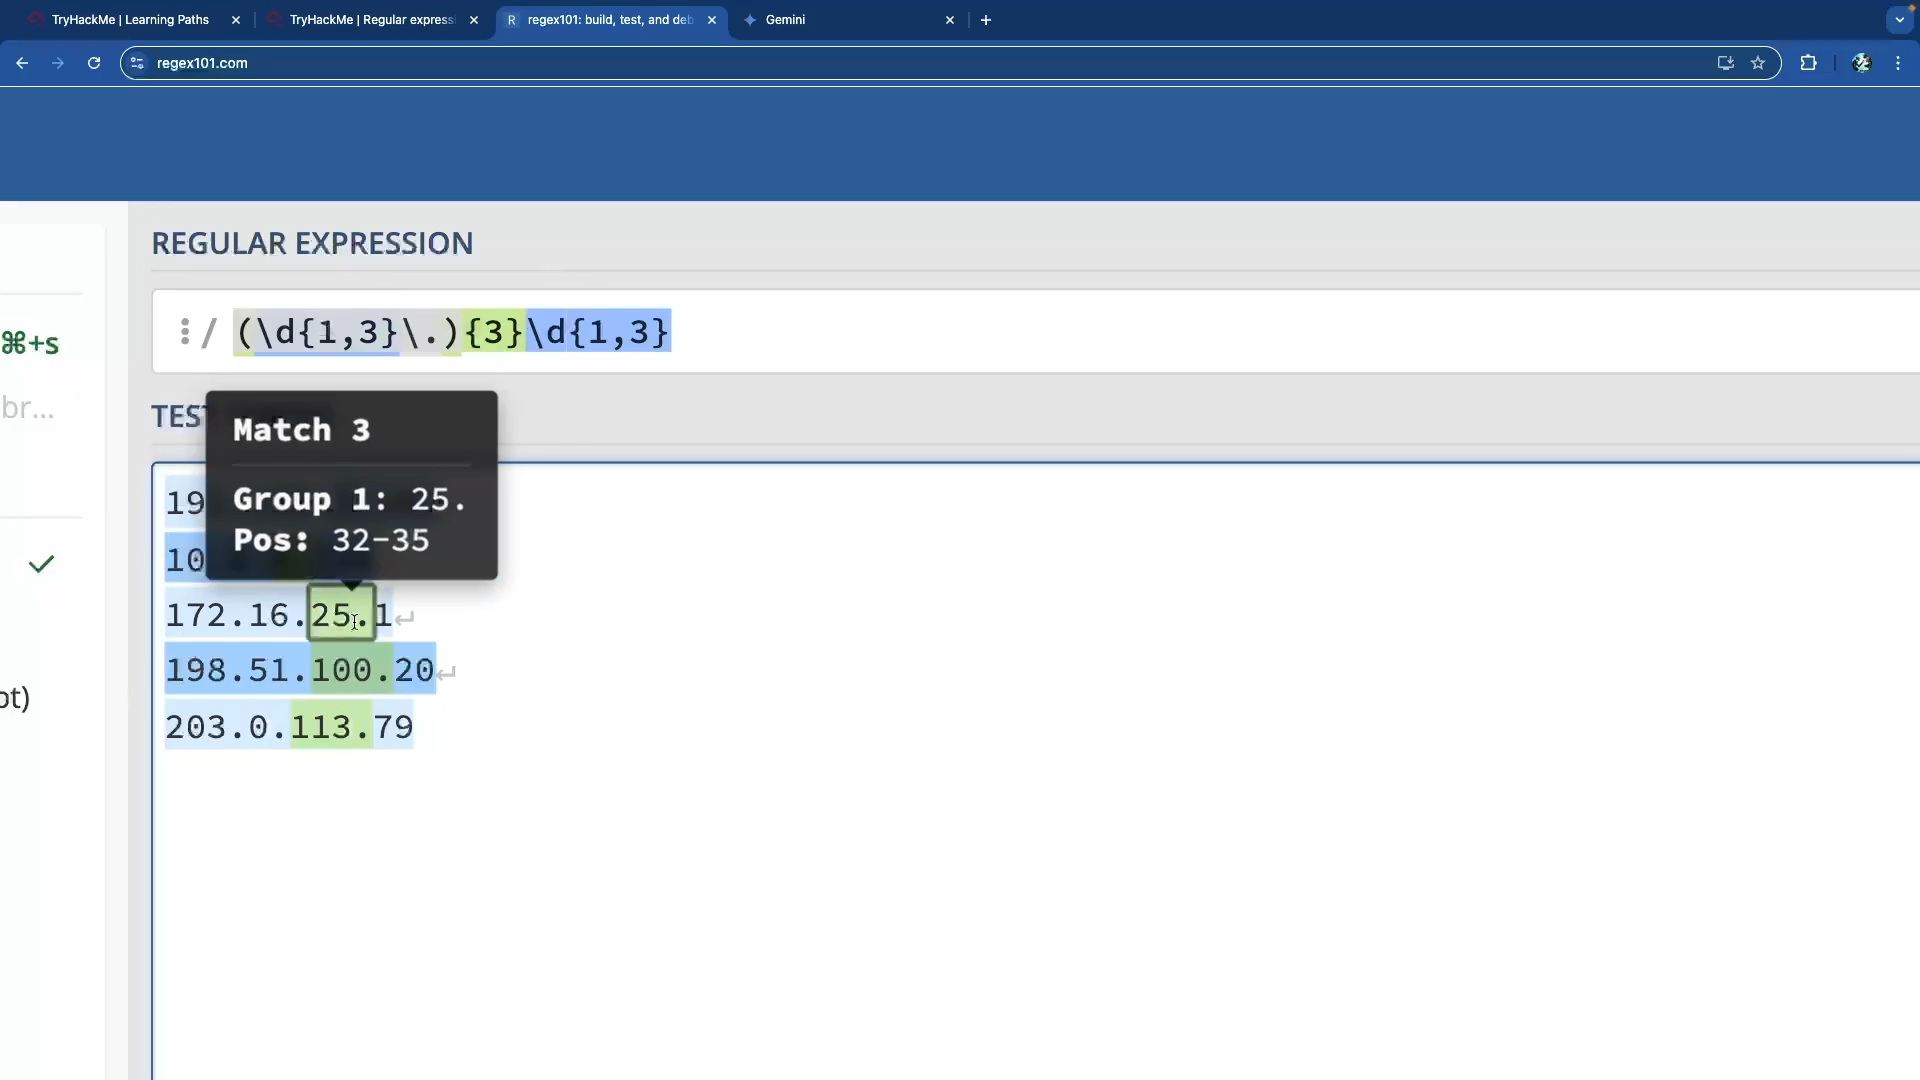 TryHackMe | Learning Paths
TryHackMe | Regular express
R regex101: build, test, and deb
Gemini
regex101.com
REGULAR EXPRESSION
⌘+s
/ (\d{1,3}\.){3}\d{1,3}
br...
TES
Match 3
Group 1: 25.
Pos: 32-35
19
10
172.16.25.1↵
198.51.100.20↵
pt)
203.0.113.79